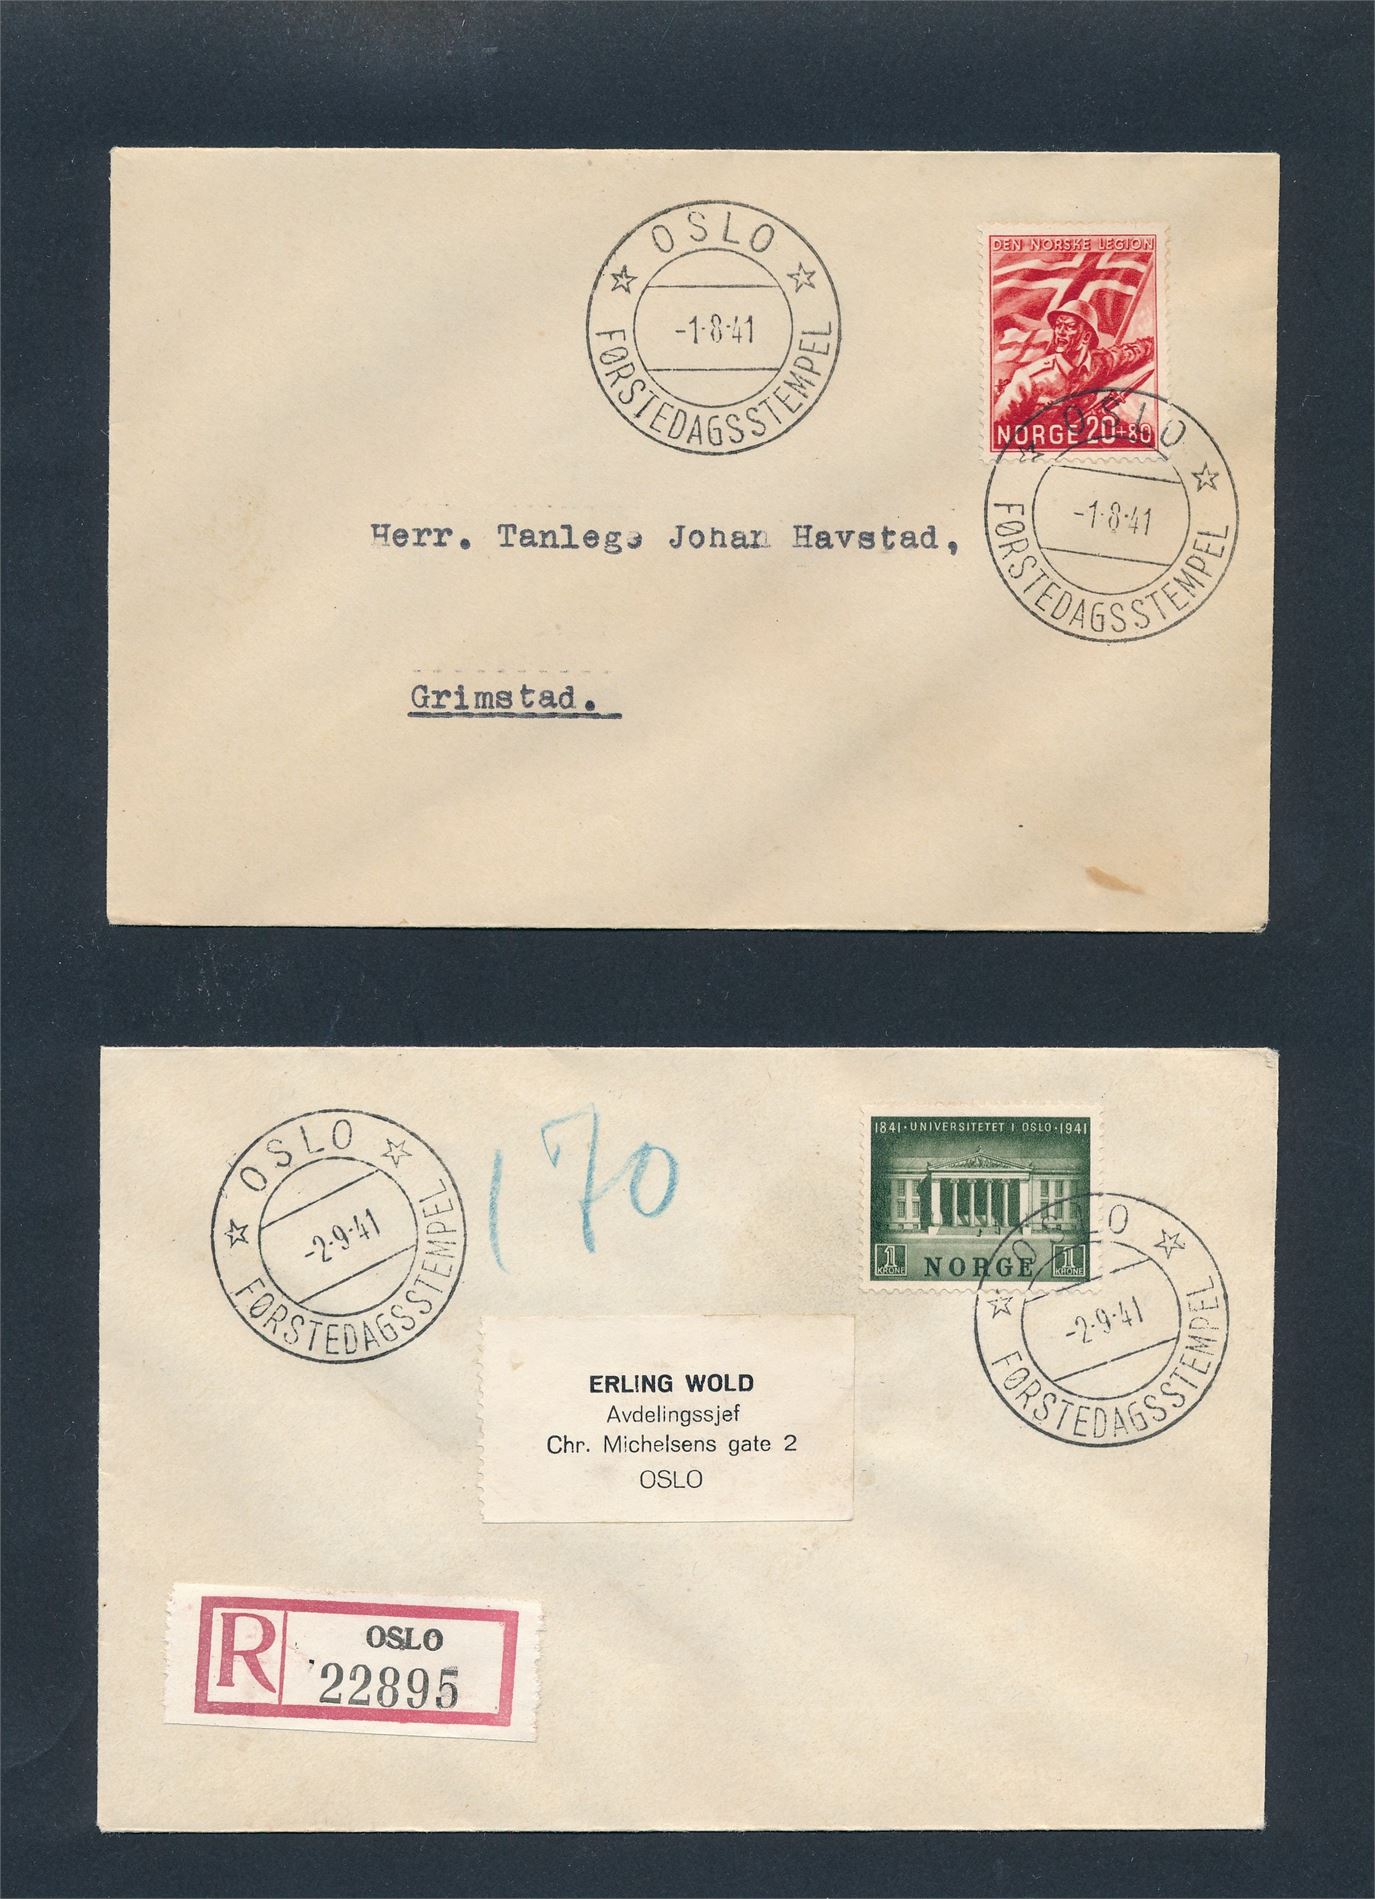 OSLO
-1-8-41
FØRSTEDAGSSTEMPEL
DEN NORSKE LEGION
NORGE 20+80
OSLO
-1-8-41
FØRSTEDAGSSTEMPEL
Herr. Tanlege Johan Havstad,
Grimstad.
OSLO
-2-9-41
FØRSTEDAGSSTEMPEL
170
1841·UNIVERSITETET I OSLO·1941
1 KRONE NORGE 1 KRONE
OSLO
-2-9-41
FØRSTEDAGSSTEMPEL
ERLING WOLD
Avdelingssjef
Chr. Michelsens gate 2
OSLO
R OSLO
22895